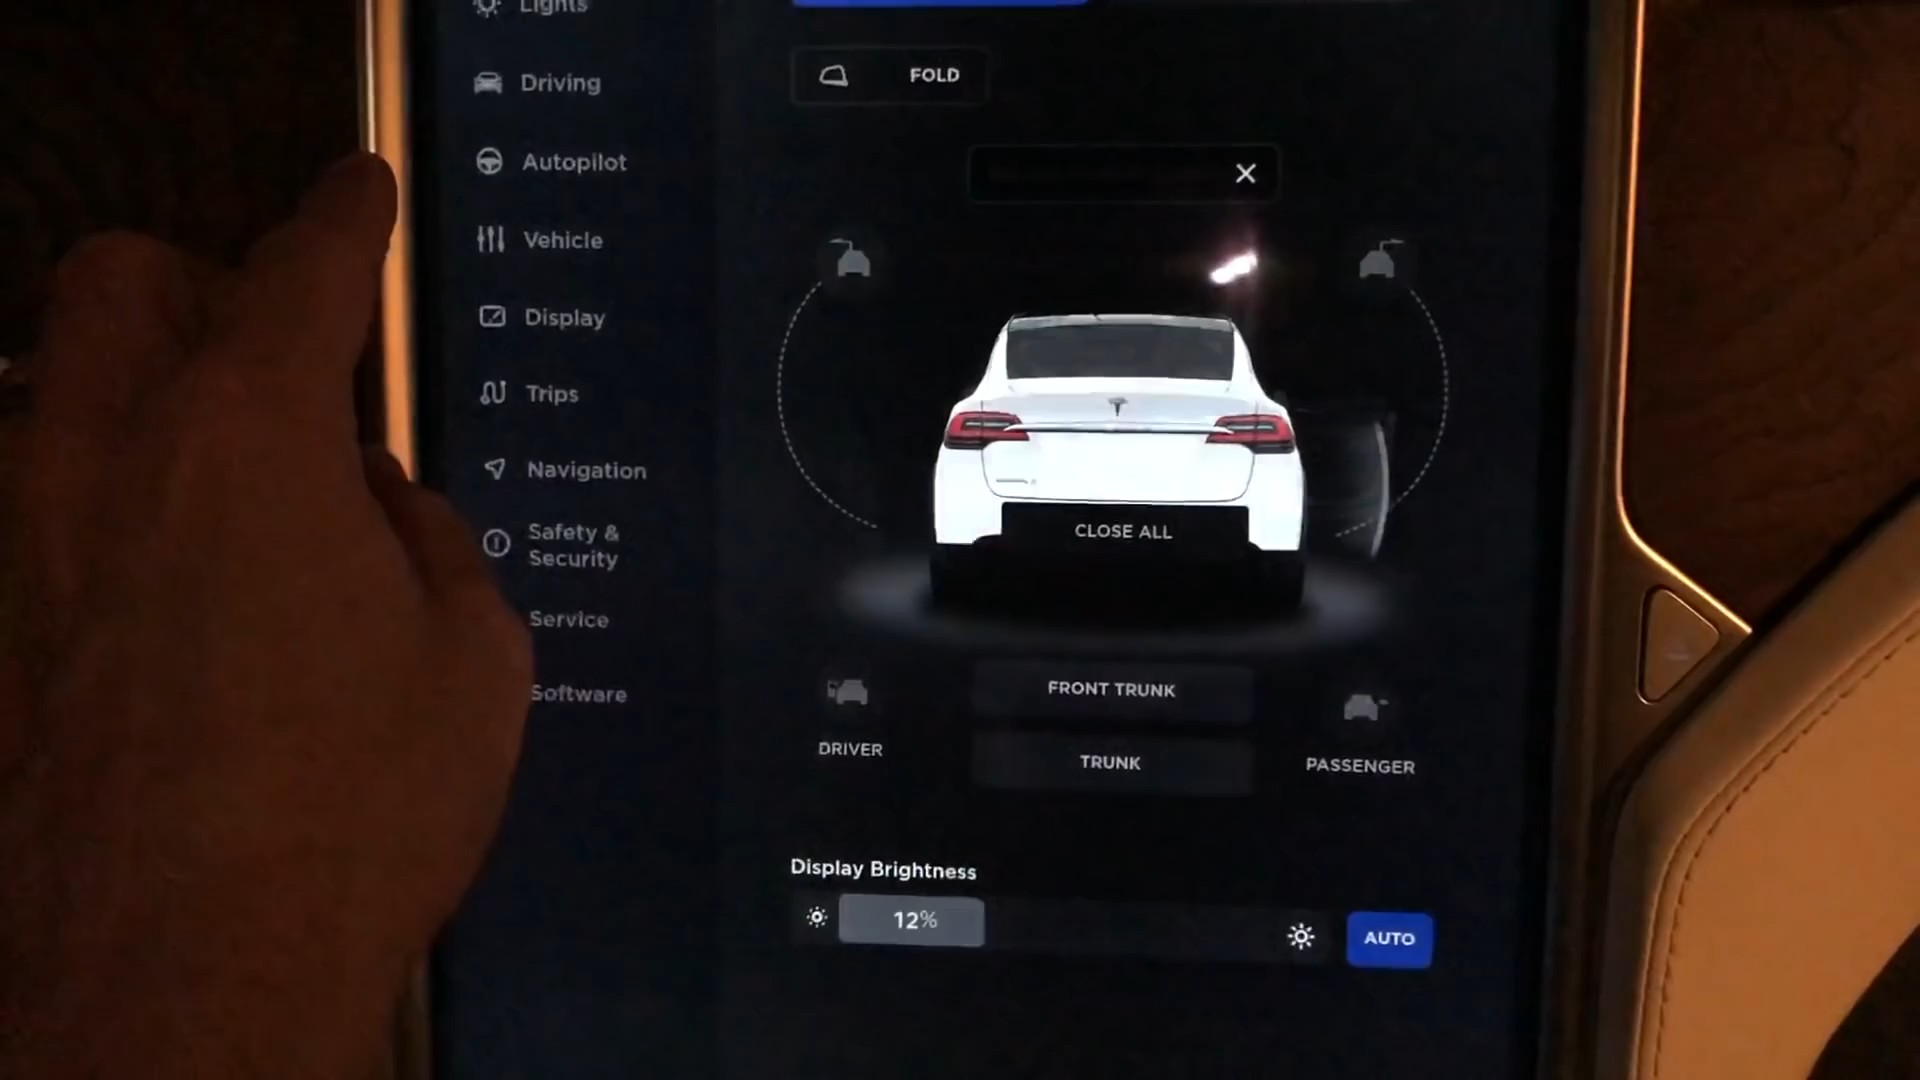 Lights
Driving
Autopilot
Vehicle
Display
Trips
Navigation
Safety &
Security
Service
Software
FOLD
CLOSE ALL
FRONT TRUNK
DRIVER
TRUNK
PASSENGER
Display Brightness
12%
AUTO